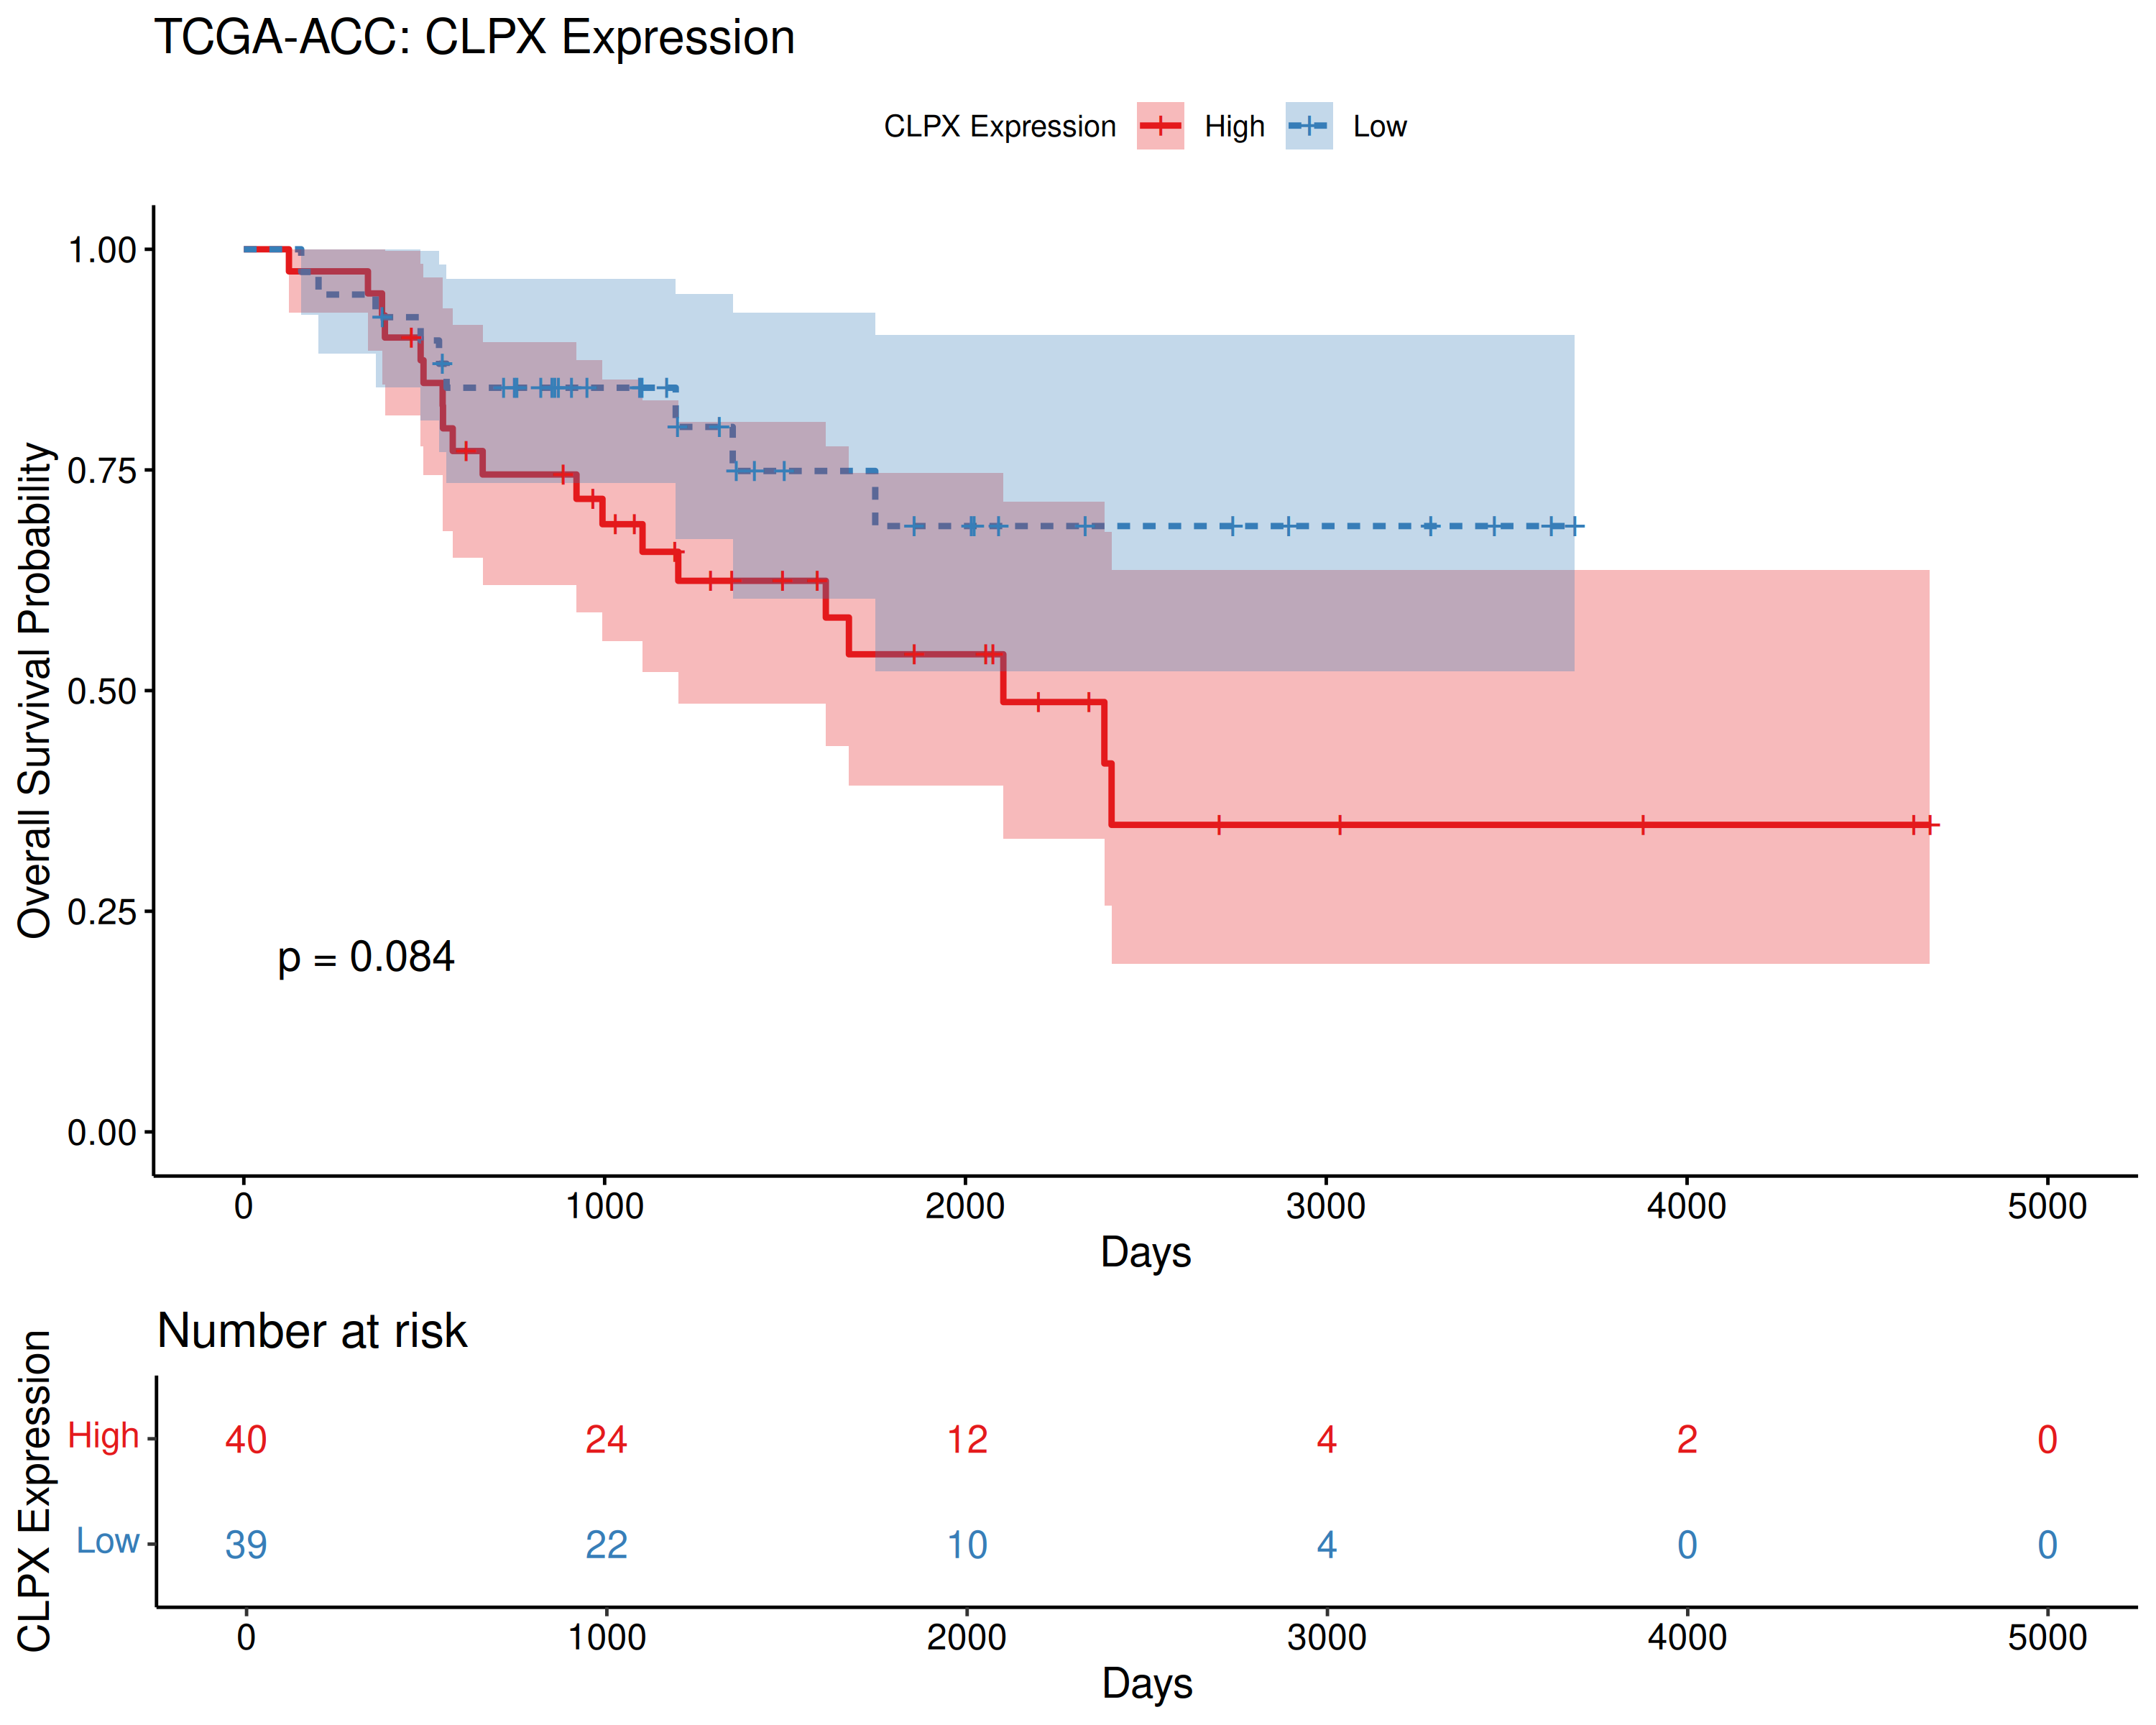 TCGA-ACC: CLPX Expression
CLPX Expression High Low
Overall Survival Probability
1.00
0.75
0.50
0.25
0.00
p = 0.084
0 1000 2000 3000 4000 5000
Days
Number at risk
CLPX Expression
High 40 24 12 4 2 0
Low 39 22 10 4 0 0
0 1000 2000 3000 4000 5000
Days